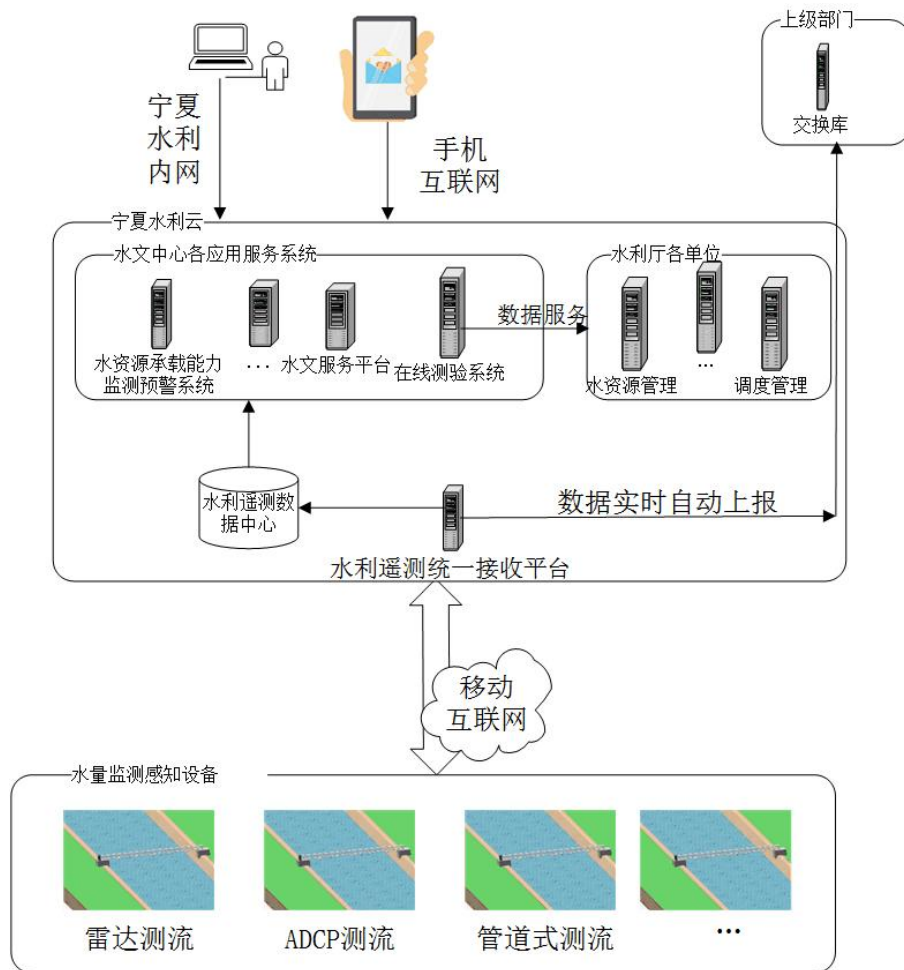 上级部门
交换库
宁夏
水利
内网
手机
互联网
宁夏水利云
水文中心各应用服务系统
水利厅各单位
数据服务
水资源承载能力
监测预警系统
...
水文服务平台
在线测验系统
水资源管理
...
调度管理
水利遥测数
据中心
数据实时自动上报
水利遥测统一接收平台
移动
互联网
水量监测感知设备
雷达测流
ADCP测流
管道式测流
...